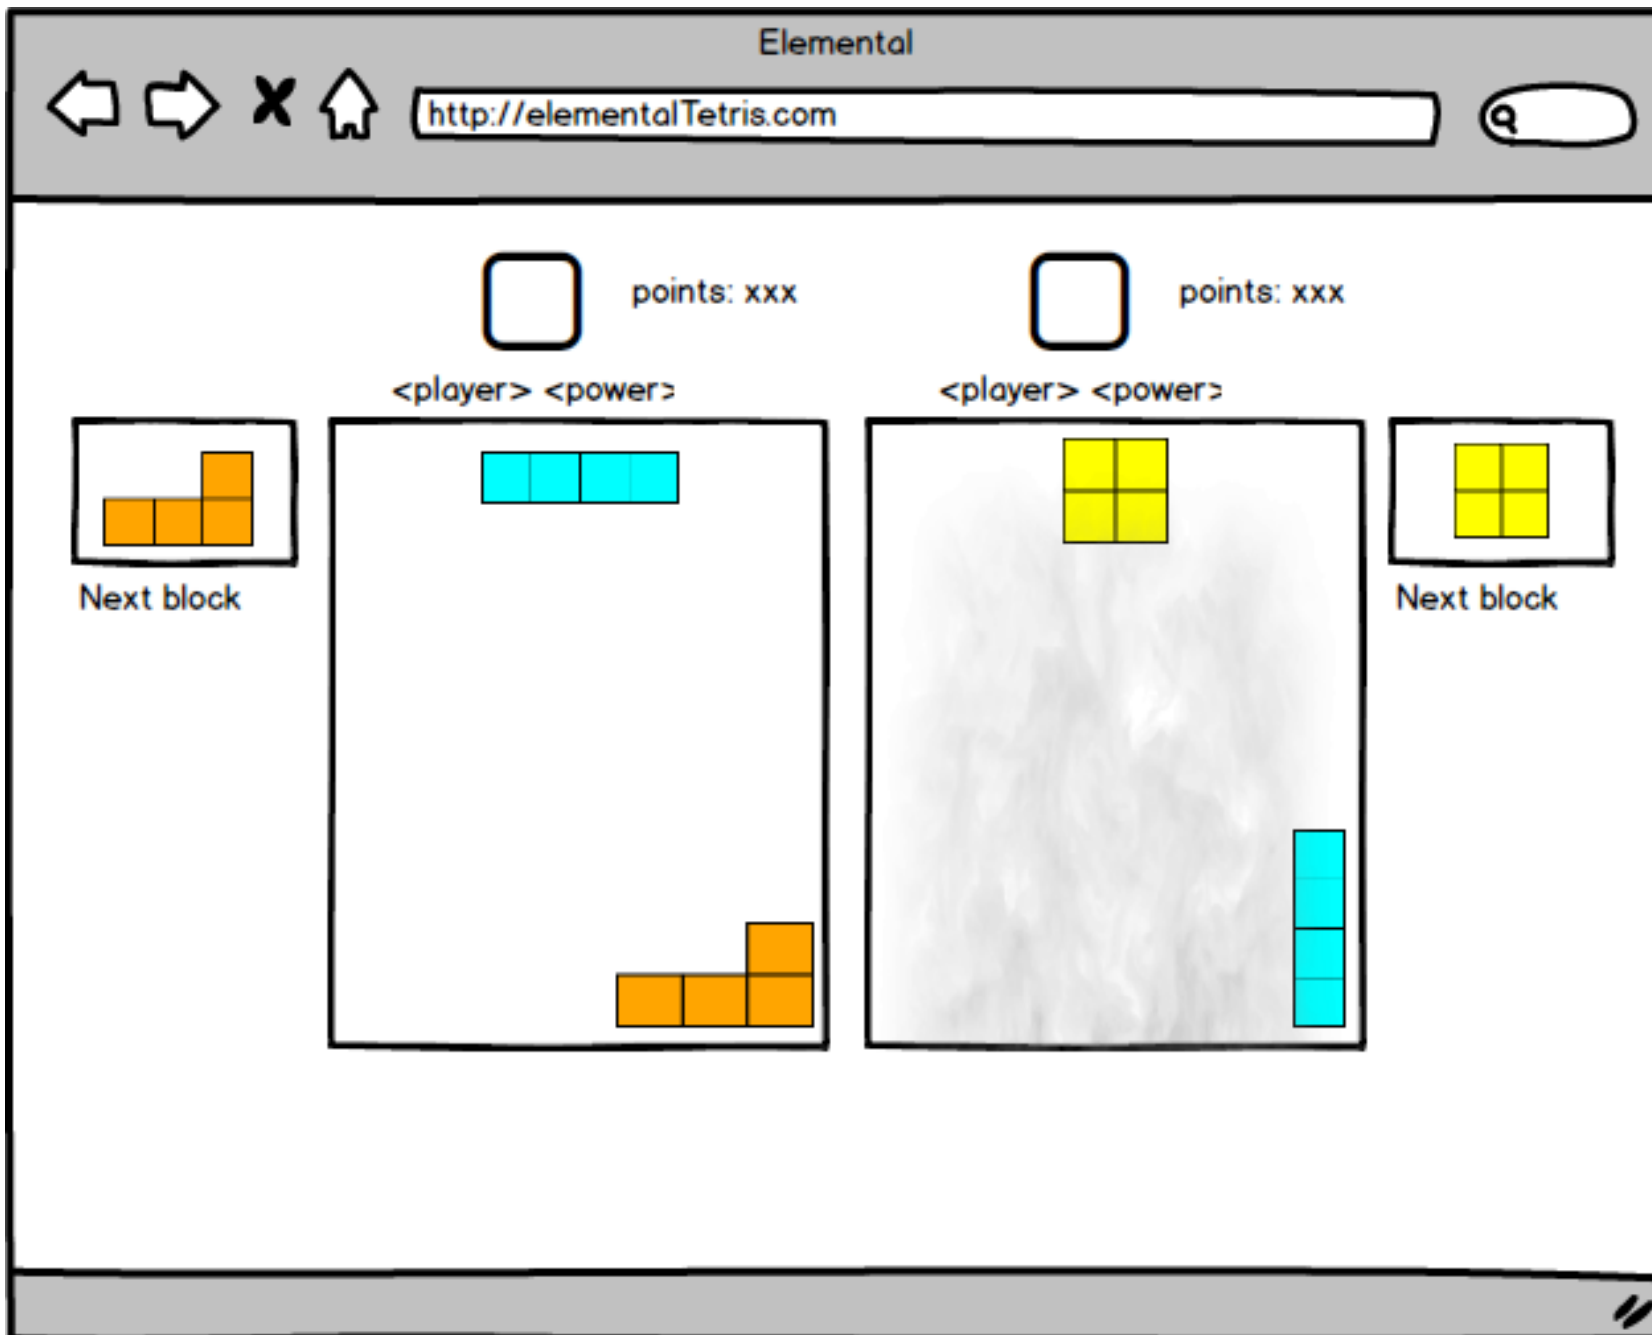 Elemental
http://elementalTetris.com
points: xxx
points: xxx
<player> <power>
<player> <power>
Next block
Next block